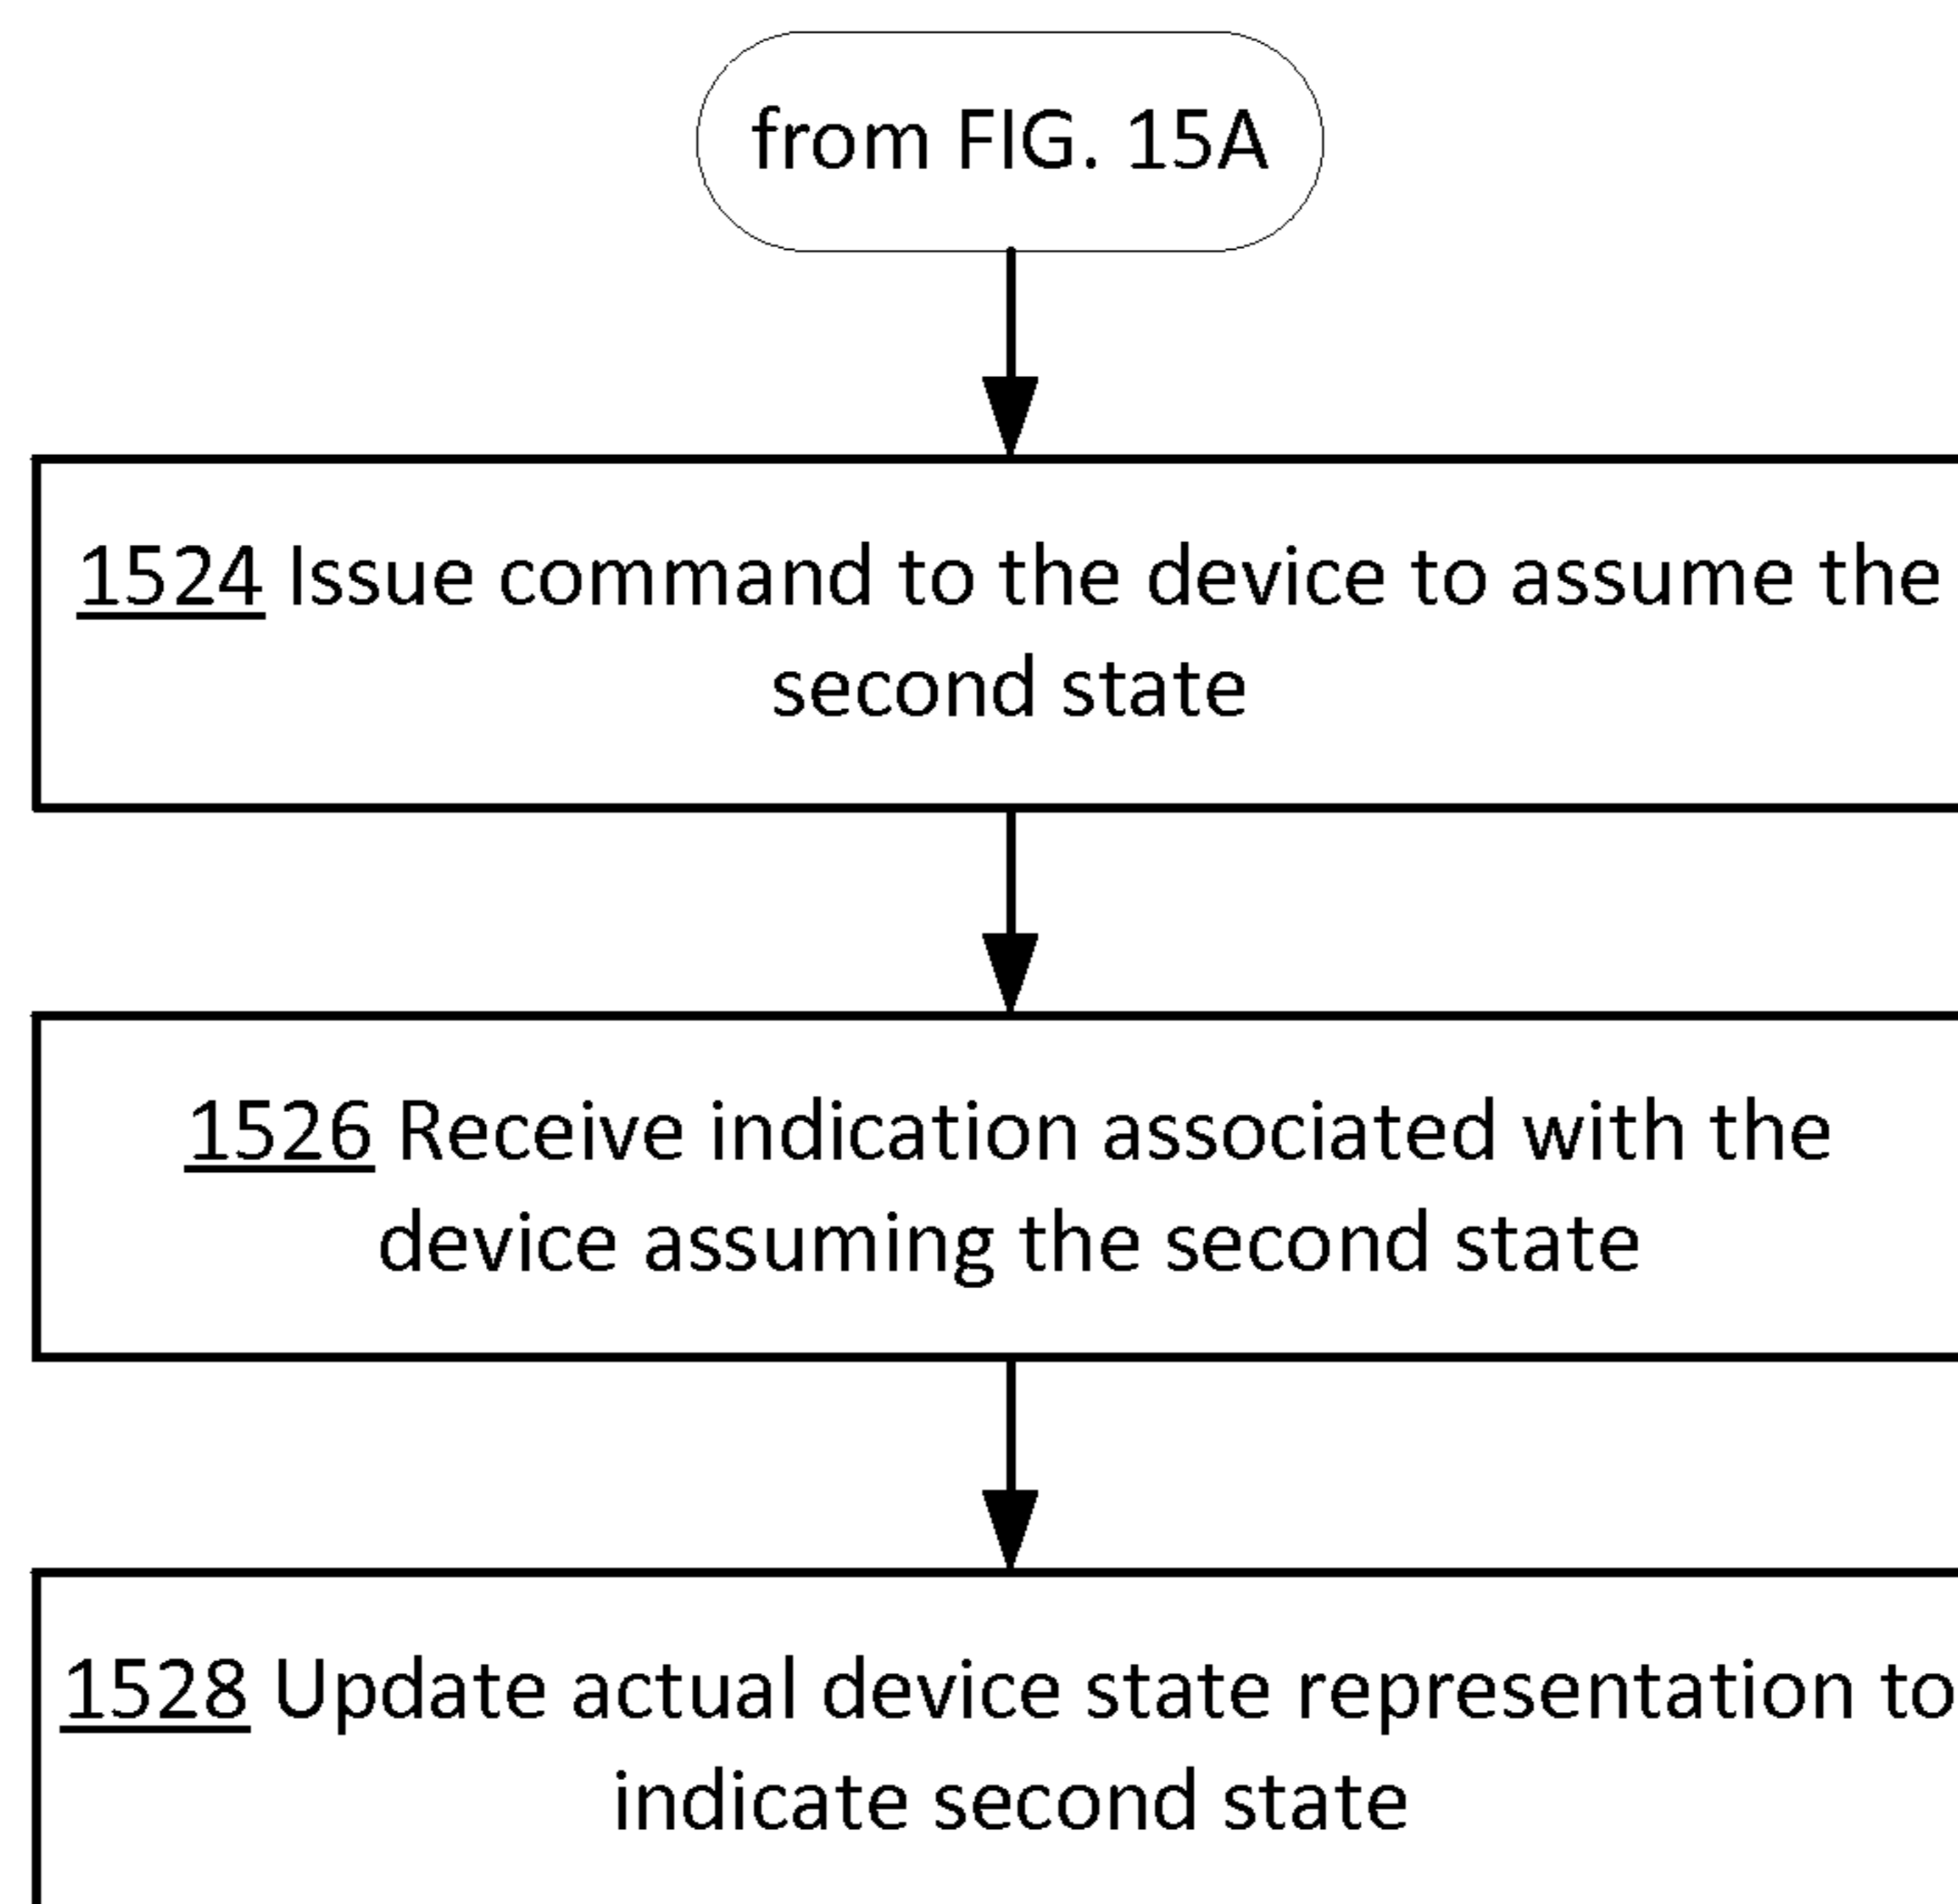 from FIG. 15A
1524 Issue command to the device to assume the
second state
1526 Receive indication associated with the
device assuming the second state
1528 Update actual device state representation to
indicate second state